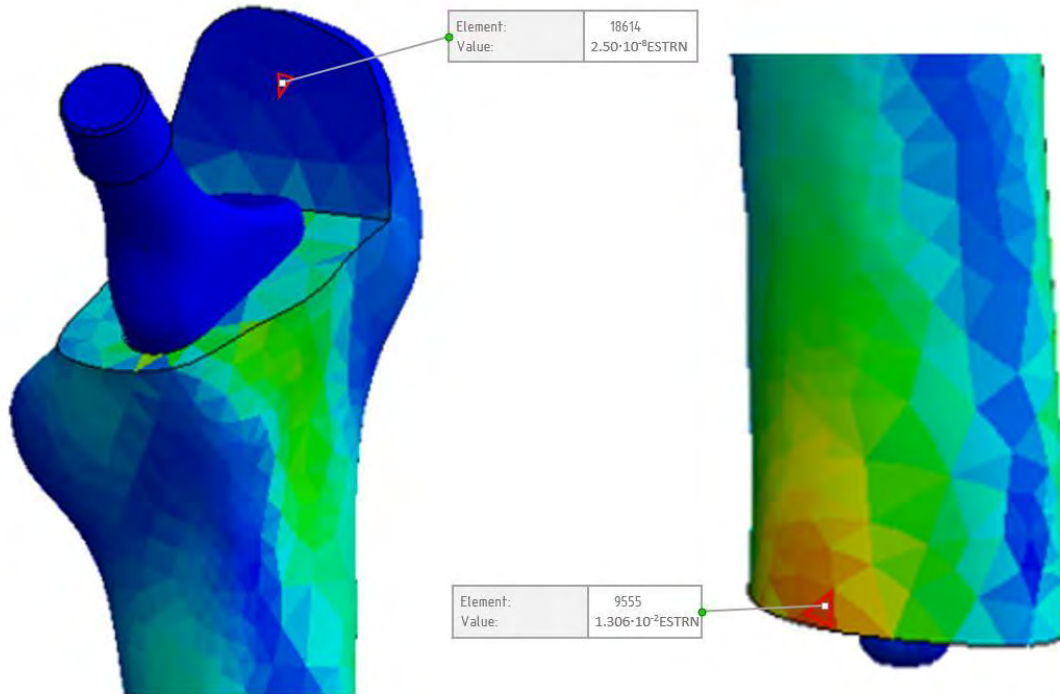 Element: 18614
Value: 2.50·10⁻⁸ESTRN
Element: 9555
Value: 1.306·10⁻²ESTRN